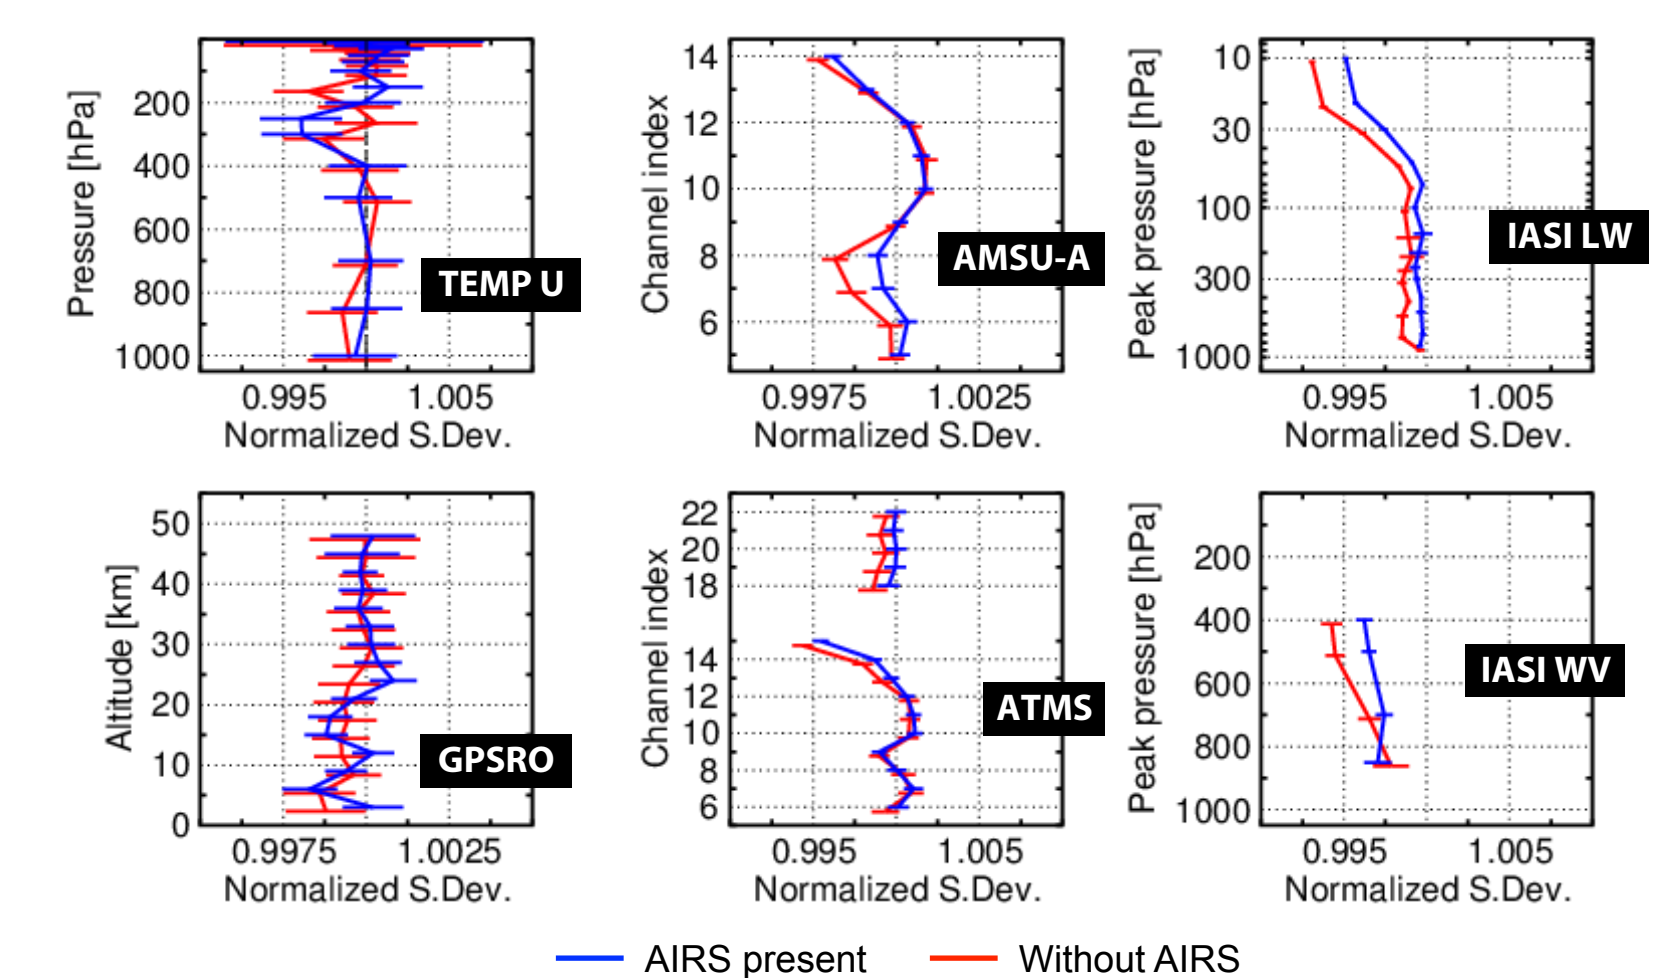 Pressure [hPa]
200
400
600
800
1000
0.995 1.005
Normalized S.Dev.
TEMP U
Channel index
14
12
10
8
6
0.9975 1.0025
Normalized S.Dev.
AMSU-A
Peak pressure [hPa]
10
30
100
300
1000
0.995 1.005
Normalized S.Dev.
IASI LW
Altitude [km]
50
40
30
20
10
0
0.9975 1.0025
Normalized S.Dev.
GPSRO
Channel index
22
20
18
14
12
10
8
6
0.995 1.005
Normalized S.Dev.
ATMS
Peak pressure [hPa]
200
400
600
800
1000
0.995 1.005
Normalized S.Dev.
IASI WV
AIRS present Without AIRS